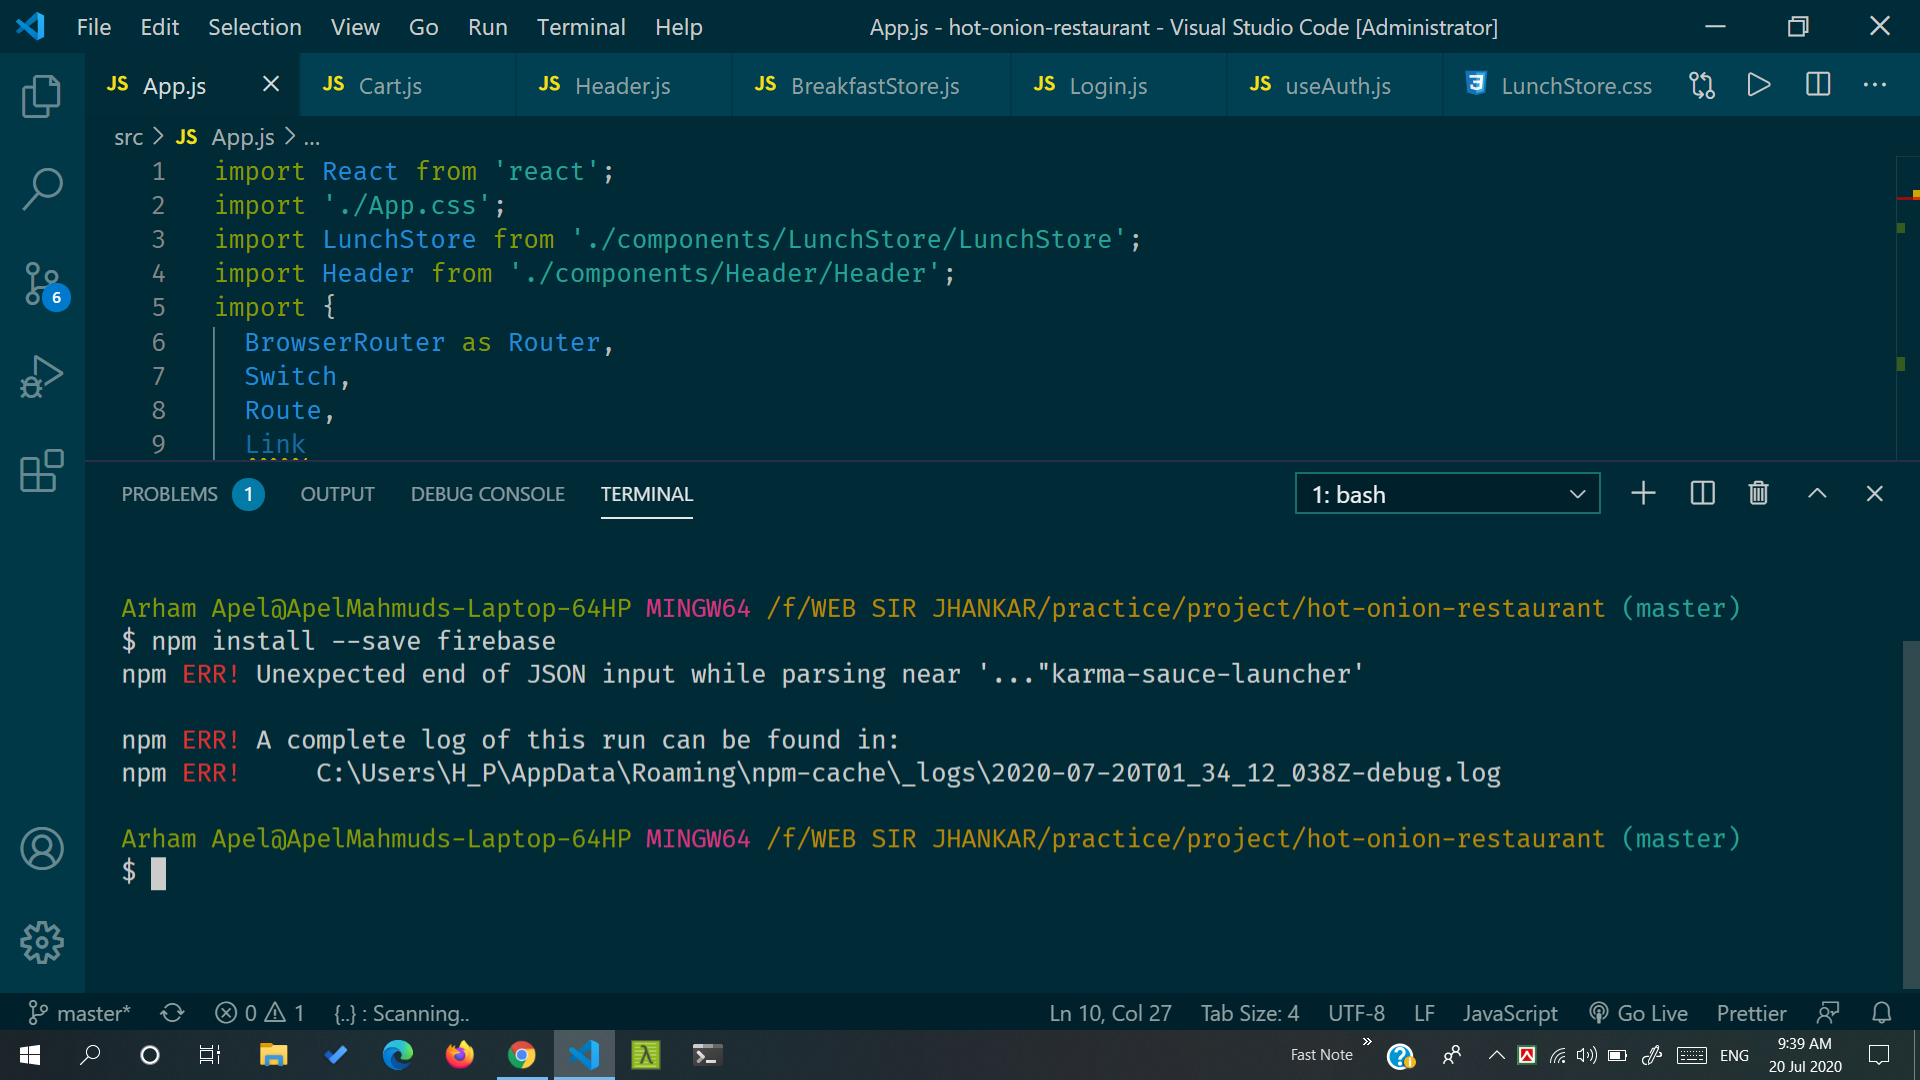 File Edit Selection View Go Run Terminal Help App.js - hot-onion-restaurant - Visual Studio Code [Administrator]
JS App.js JS Cart.js JS Header.js JS BreakfastStore.js JS Login.js JS useAuth.js LunchStore.css
src > JS App.js > ...
1 import React from 'react';
2 import './App.css';
3 import LunchStore from './components/LunchStore/LunchStore';
4 import Header from './components/Header/Header';
5 import {
6 BrowserRouter as Router,
7 Switch,
8 Route,
9 Link
6
PROBLEMS 1 OUTPUT DEBUG CONSOLE TERMINAL 1: bash
Arham Apel@ApelMahmuds-Laptop-64HP MINGW64 /f/WEB SIR JHANKAR/practice/project/hot-onion-restaurant (master)
$ npm install --save firebase
npm ERR! Unexpected end of JSON input while parsing near '..."karma-sauce-launcher'
npm ERR! A complete log of this run can be found in:
npm ERR!     C:\Users\H_P\AppData\Roaming\npm-cache\_logs\2020-07-20T01_34_12_038Z-debug.log
Arham Apel@ApelMahmuds-Laptop-64HP MINGW64 /f/WEB SIR JHANKAR/practice/project/hot-onion-restaurant (master)
$
master* 0 1 {..} : Scanning.. Ln 10, Col 27 Tab Size: 4 UTF-8 LF JavaScript Go Live Prettier
Fast Note » ENG 9:39 AM
20 Jul 2020